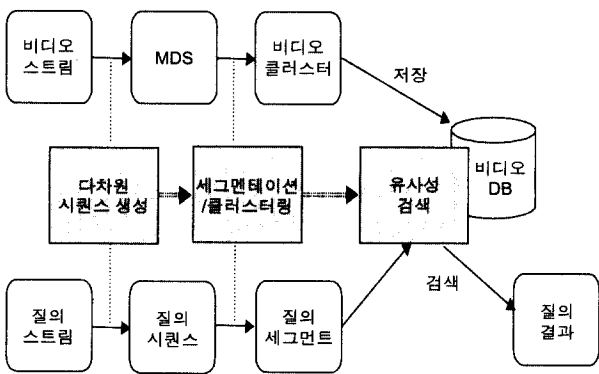 비디오
스트림
MDS
비디오
클러스터
저장
비디오
DB
다차원
시퀀스 생성
세그멘테이션
/클러스터링
유사성
검색
검색
질의
스트림
질의
시퀀스
질의
세그먼트
질의
결과